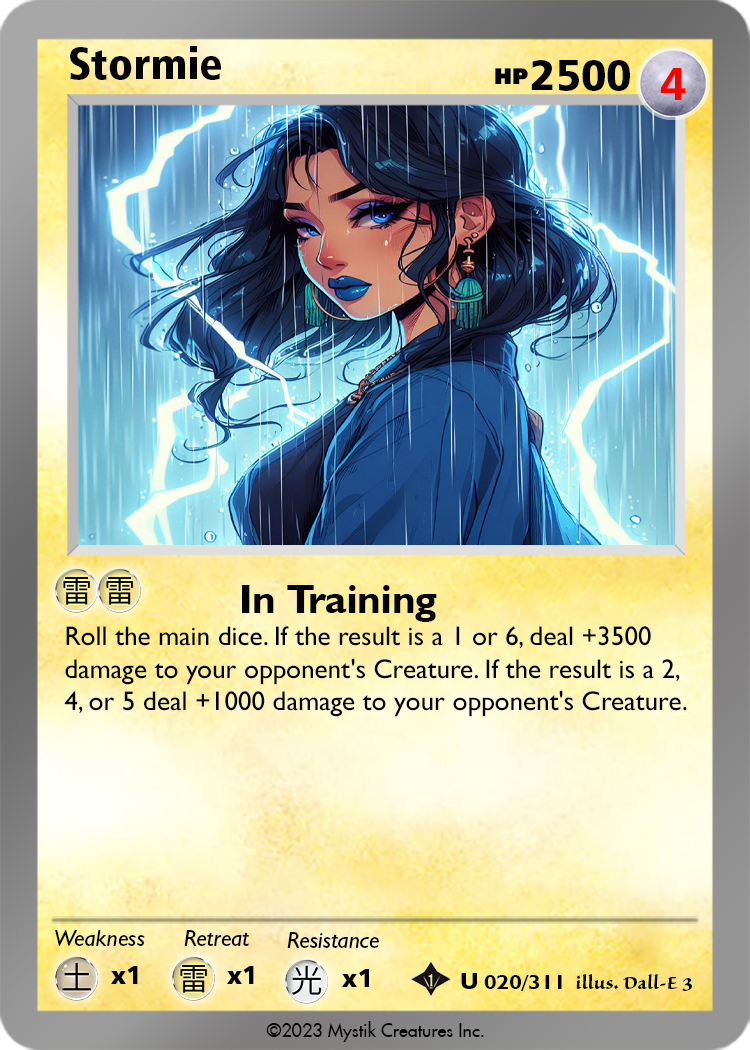 Stormie
HP2500 4
雷雷
In Training
Roll the main dice. If the result is a 1 or 6, deal +3500
damage to your opponent's Creature. If the result is a 2,
4, or 5 deal +1000 damage to your opponent's Creature.
Weakness Retreat Resistance
土 x1 雷 x1 光 x1 1 U 020/311 illus. Dall-E 3
©2023 Mystik Creatures Inc.